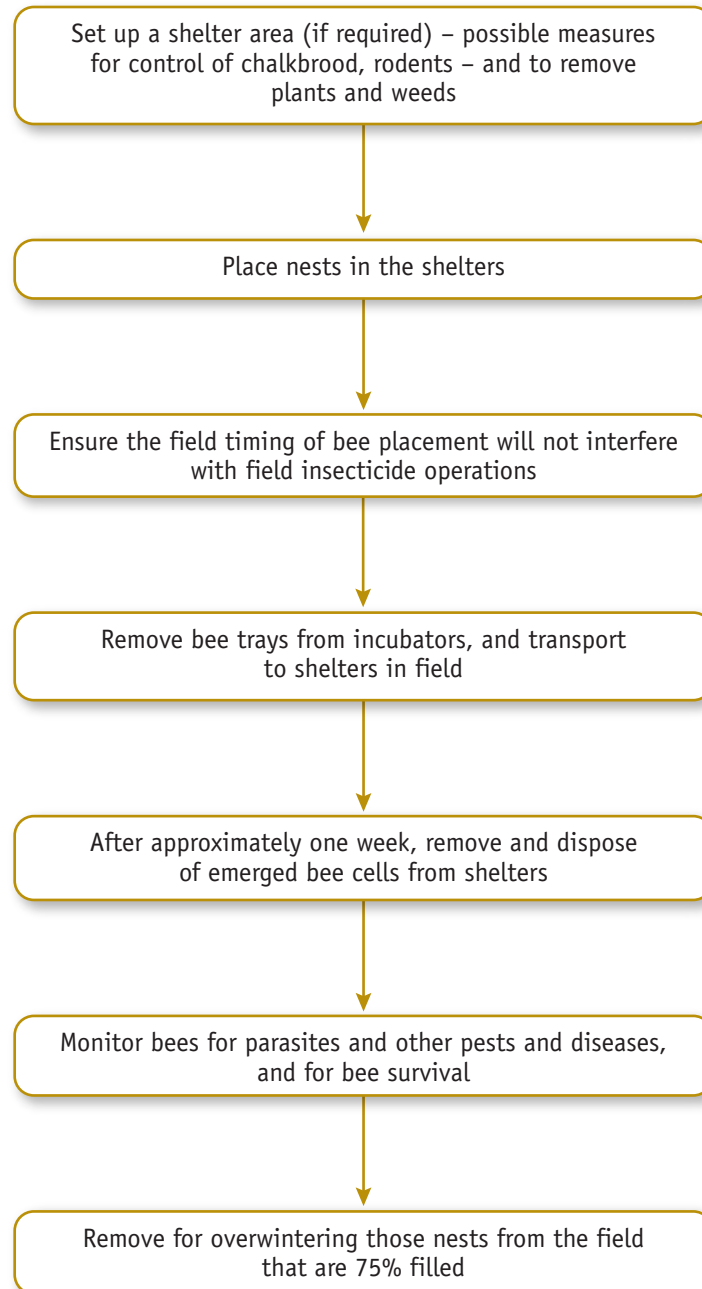 Set up a shelter area (if required) – possible measures
for control of chalkbrood, rodents – and to remove
plants and weeds
Place nests in the shelters
Ensure the field timing of bee placement will not interfere
with field insecticide operations
Remove bee trays from incubators, and transport
to shelters in field
After approximately one week, remove and dispose
of emerged bee cells from shelters
Monitor bees for parasites and other pests and diseases,
and for bee survival
Remove for overwintering those nests from the field
that are 75% filled